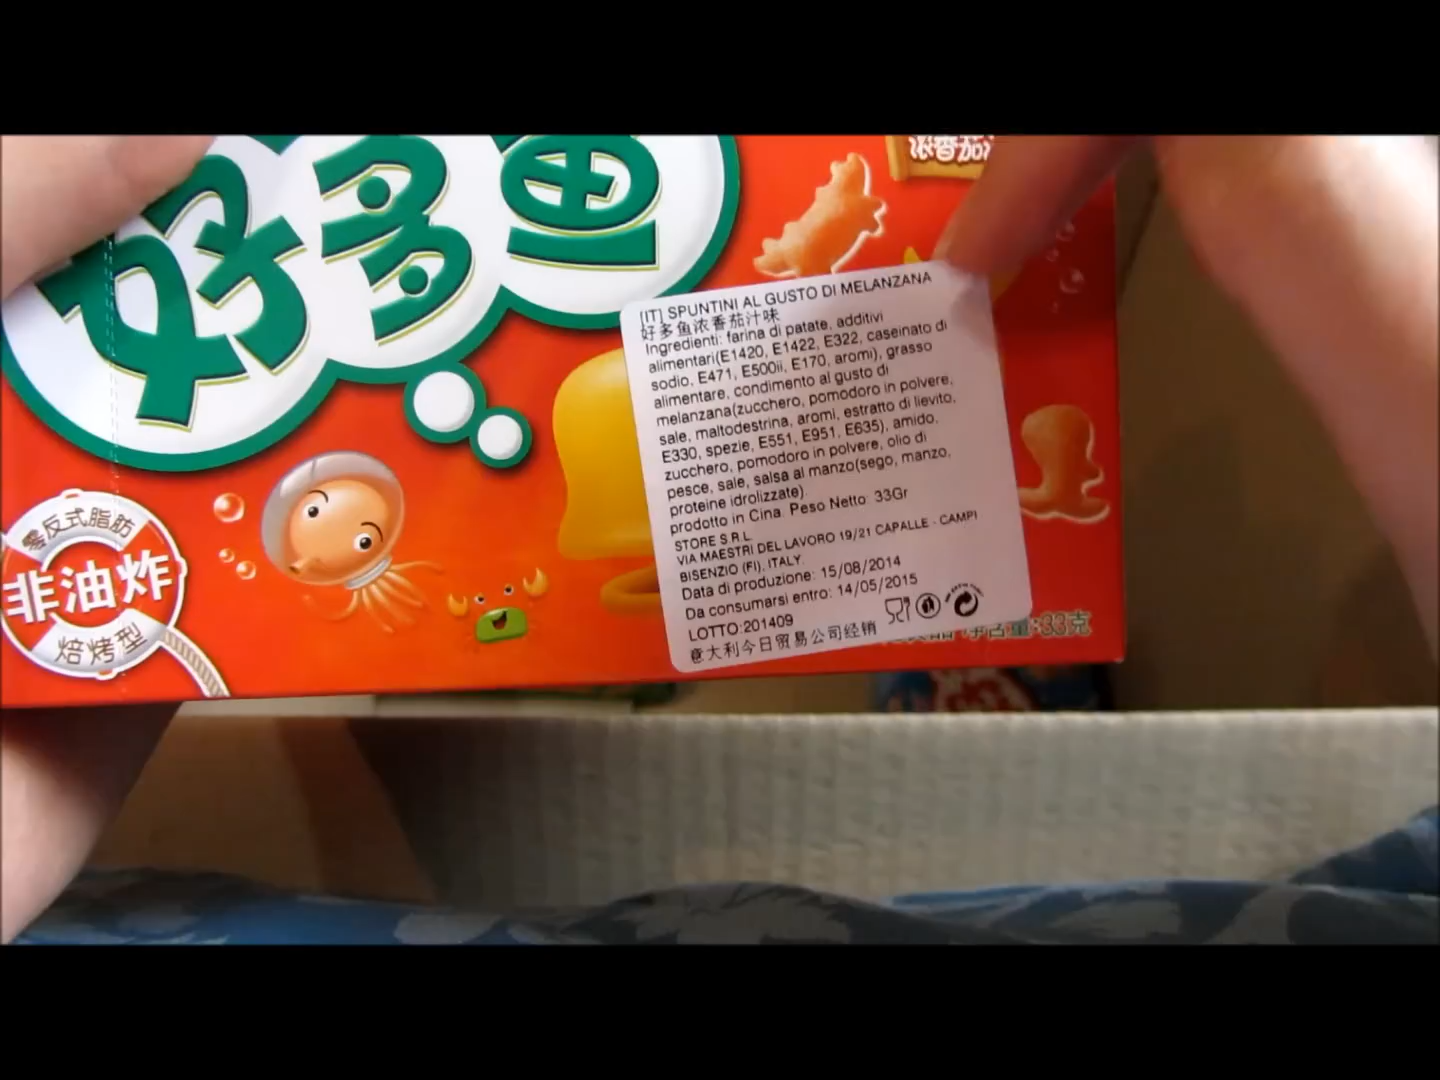 好多鱼
浓香茄
[IT] SPUNTINI AL GUSTO DI MELANZANA
好多鱼浓香茄汁味
Ingredienti: farina di patate, additivi
alimentari(E1420, E1422, E322, caseinato di
sodio, E471, E500ii, E170, aromi), grasso
alimentare, condimento al gusto di
melanzana(zucchero, pomodoro in polvere,
sale, maltodestrina, aromi, estratto di lievito,
E330, spezie, E551, E951, E635), amido,
zucchero, pomodoro in polvere, olio di
pesce, sale, salsa al manzo(sego, manzo,
proteine idrolizzate).
prodotto in Cina. Peso Netto: 33Gr
STORE S.R.L
VIA MAESTRI DEL LAVORO 19/21 CAPALLE - CAMPI
BISENZIO (FI), ITALY.
Data di produzione: 15/08/2014
Da consumarsi entro: 14/05/2015
LOTTO:201409
意大利今日贸易公司经销
零反式脂肪
非油炸
焙烤型
净含量:33克